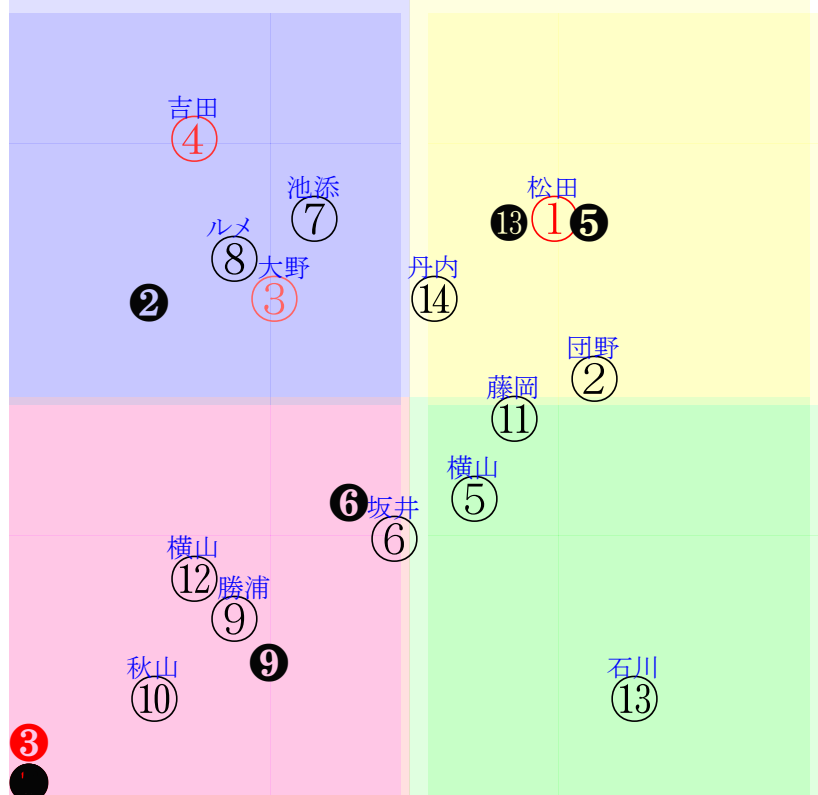 吉田
④
池添
⑦
松田
⓭ ① ❺
ルメ
⑧
大野
③
❷
丹内
⑭
団野
②
藤岡
⑪
横山
⑤
❻
坂井
⑥
横山
⑫
勝浦
⑨
❾
秋山
⑩
石川
⑬
❸